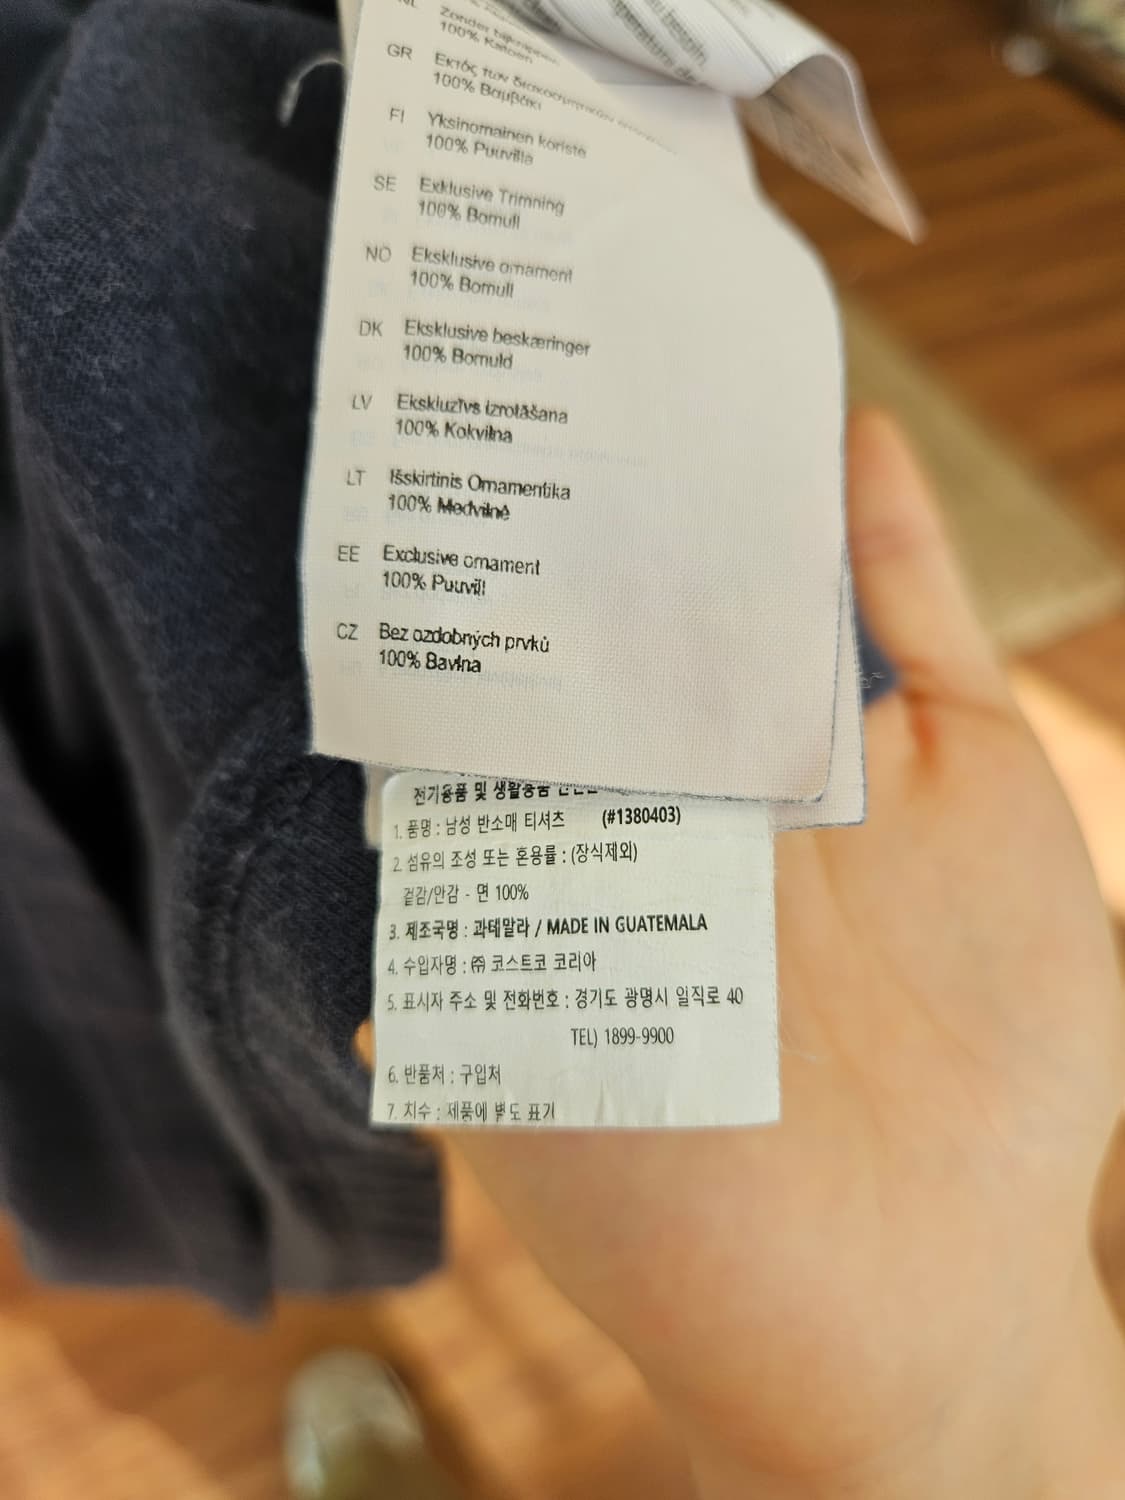 NL Zonder
100% Katoen
GR Εκτός των διακοσμητικών
100% Βαμβάκι
FI Yksinomainen koriste
100% Puuvilla
SE Exklusive Trimning
100% Bomull
NO Eksklusive ornament
100% Bomull
DK Eksklusive beskæringer
100% Bomuld
LV Ekskluzīvs izrotāšana
100% Kokvilna
LT Išskirtinis Ornamentika
100% Medvilnė
EE Exclusive ornament
100% Puuvill
CZ Bez ozdobných prvků
100% Bavlna
전기용품 및 생활용품
1. 품명 : 남성 반소매 티셔츠 (#1380403)
2. 섬유의 조성 또는 혼용률 : (장식제외)
겉감/안감 - 면 100%
3. 제조국명 : 과테말라 / MADE IN GUATEMALA
4. 수입자명 : ㈜ 코스트코 코리아
5. 표시자 주소 및 전화번호 : 경기도 광명시 일직로 40
TEL) 1899-9900
6. 반품처 : 구입처
7. 치수 : 제품에 별도 표기